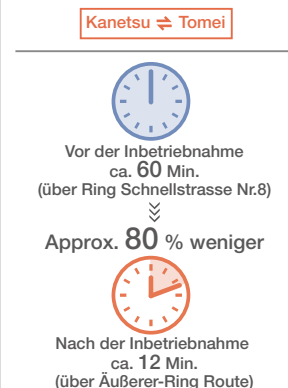 Kanetsu ⇌ Tomei
Vor der Inbetriebnahme
ca. 60 Min.
(über Ring Schnellstrasse Nr.8)
Approx. 80 % weniger
Nach der Inbetriebnahme
ca. 12 Min.
(über Äußerer-Ring Route)